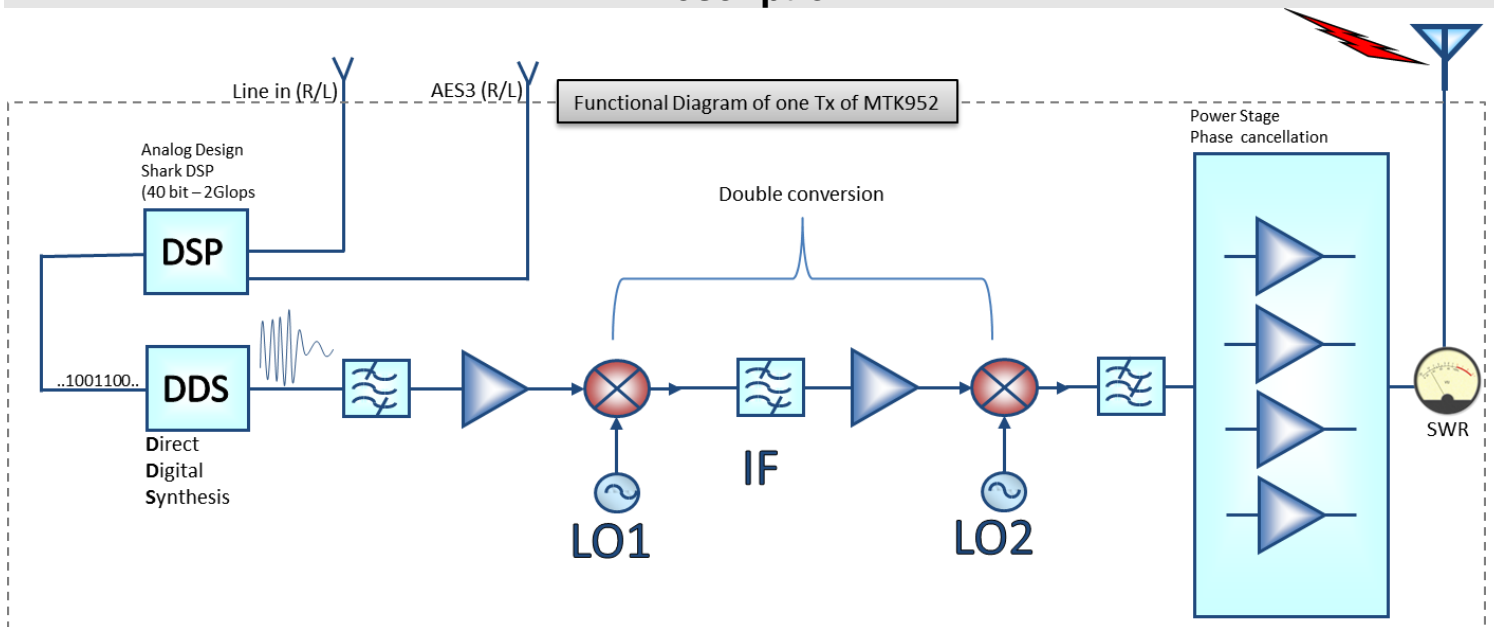 Line in (R/L)
AES3 (R/L)
Functional Diagram of one Tx of MTK952
Power Stage
Phase cancellation
Analog Design
Shark DSP
(40 bit – 2Glops
DSP
Double conversion
..1001100..
DDS
Direct
Digital
Synthesis
IF
LO1
LO2
SWR